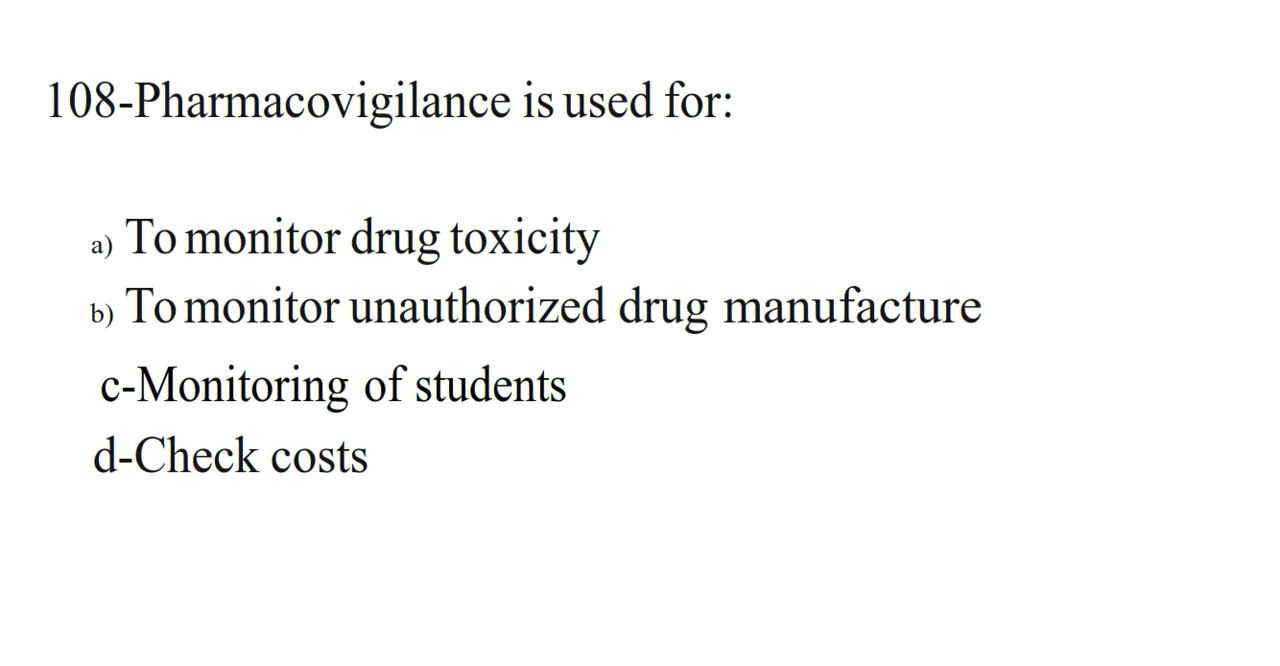 108-Pharmacovigilance is used for:
a) To monitor drug toxicity
b) To monitor unauthorized drug manufacture
c-Monitoring of students
d-Check costs